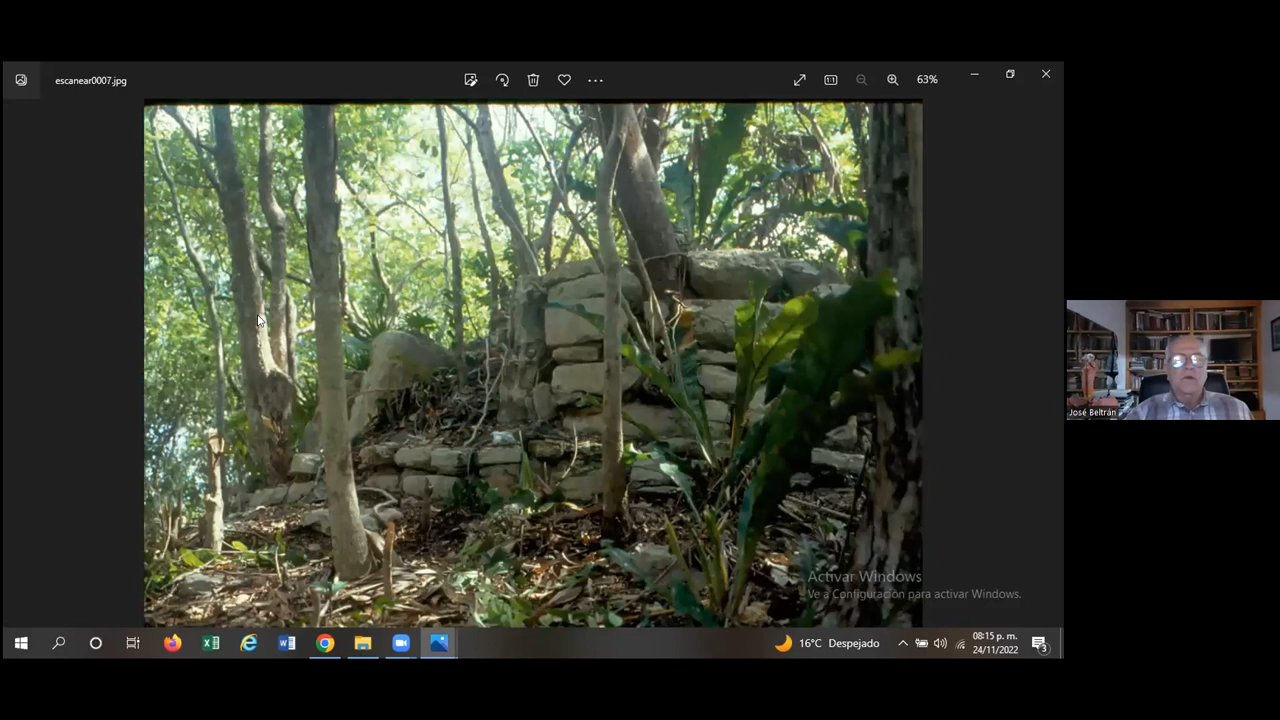 escanear0007.jpg
63%
José Beltrán
Activar Windows
Ve a Configuración para activar Windows.
16°C Despejado
08:15 p. m.
24/11/2022
3